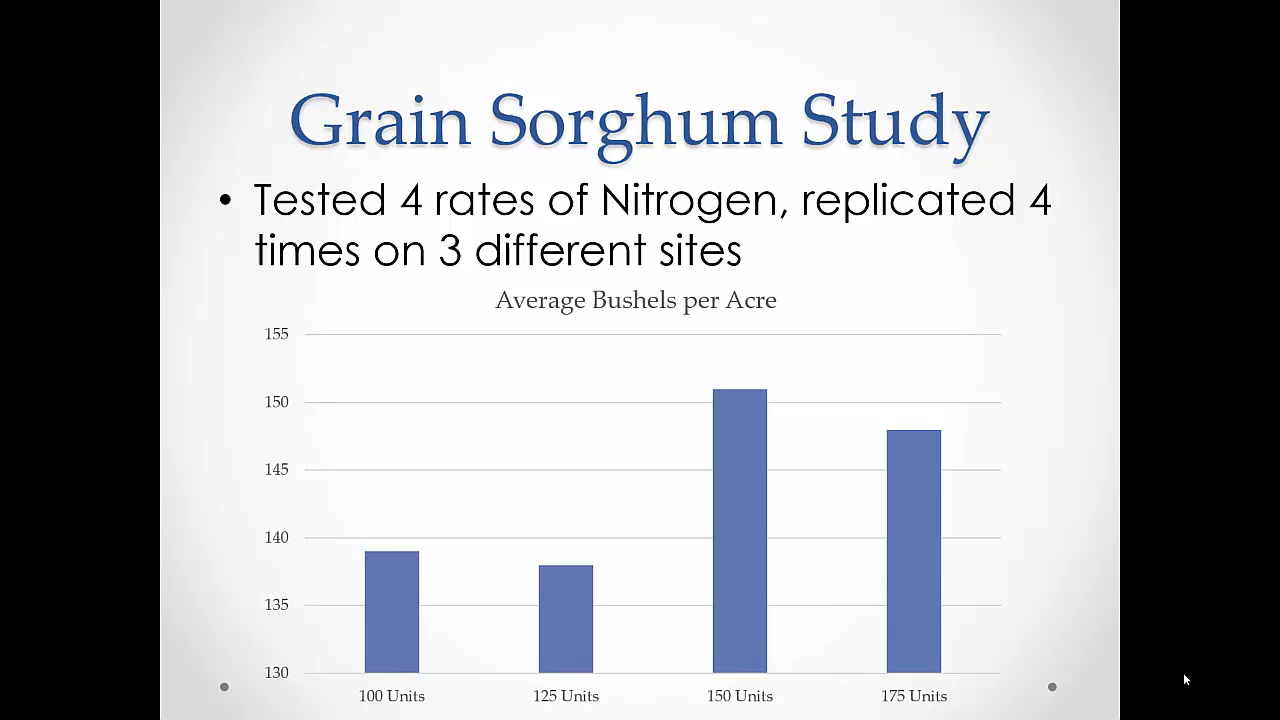 Grain Sorghum Study
• Tested 4 rates of Nitrogen, replicated 4
times on 3 different sites
Average Bushels per Acre
155
150
145
140
135
130
100 Units
125 Units
150 Units
175 Units